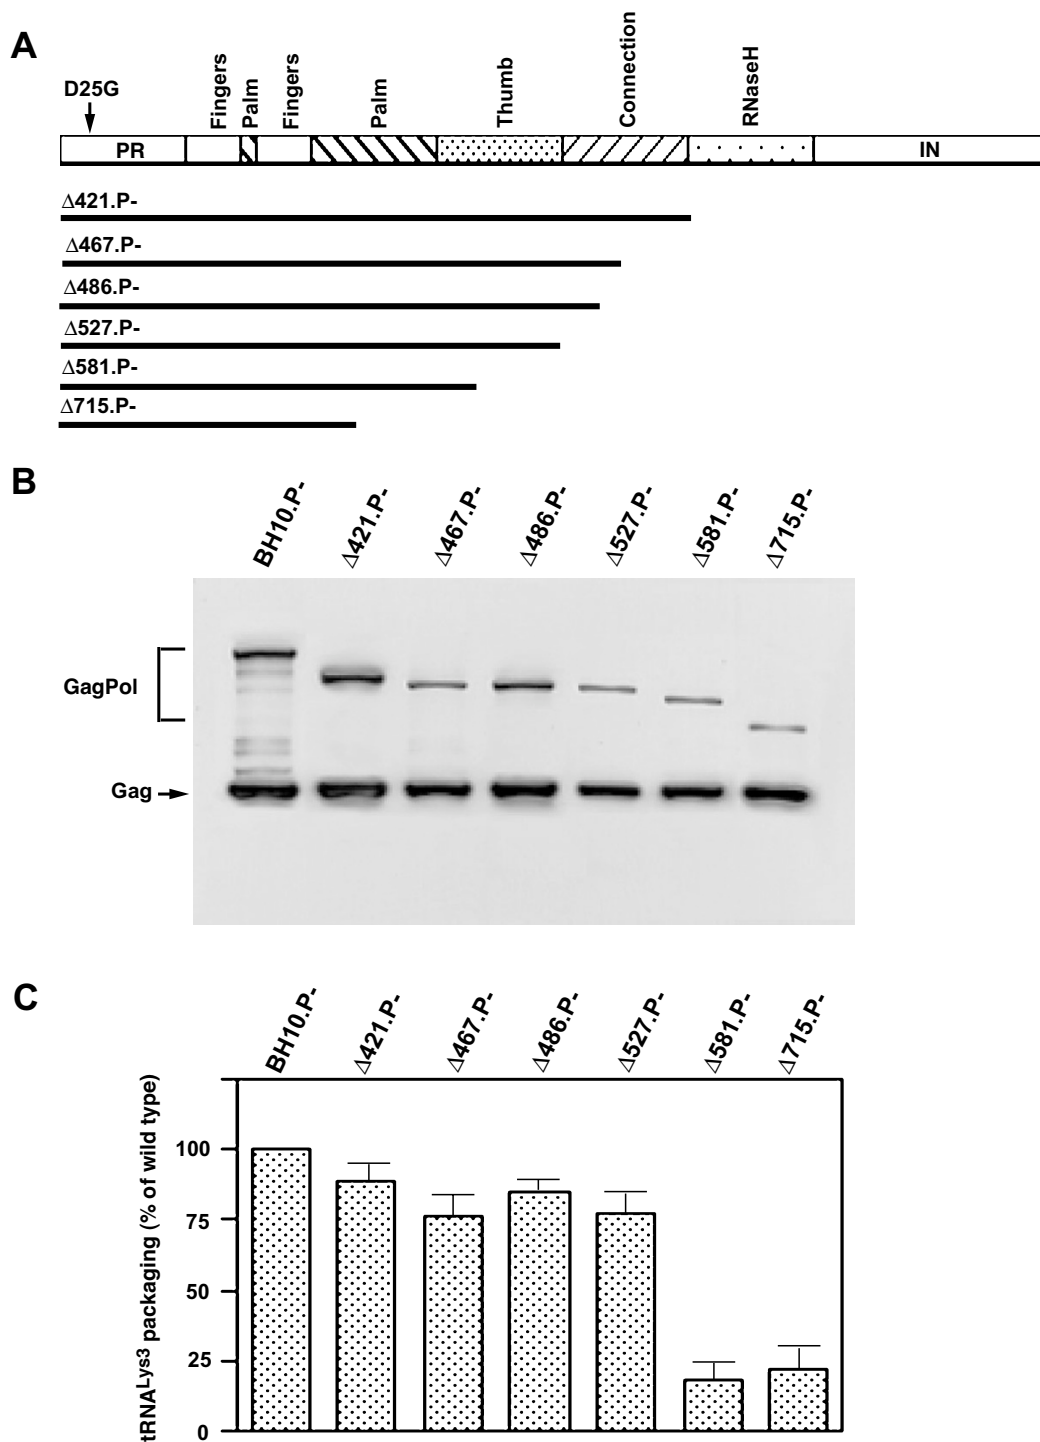 A
D25G
Fingers
Palm
Fingers
Palm
Thumb
Connection
RNaseH
PR
IN
Δ421.P-
Δ467.P-
Δ486.P-
Δ527.P-
Δ581.P-
Δ715.P-
B
BH10.P-
Δ421.P-
Δ467.P-
Δ486.P-
Δ527.P-
Δ581.P-
Δ715.P-
GagPol
Gag
C
BH10.P-
Δ421.P-
Δ467.P-
Δ486.P-
Δ527.P-
Δ581.P-
Δ715.P-
tRNALys3 packaging (% of wild type)
100
75
50
25
0